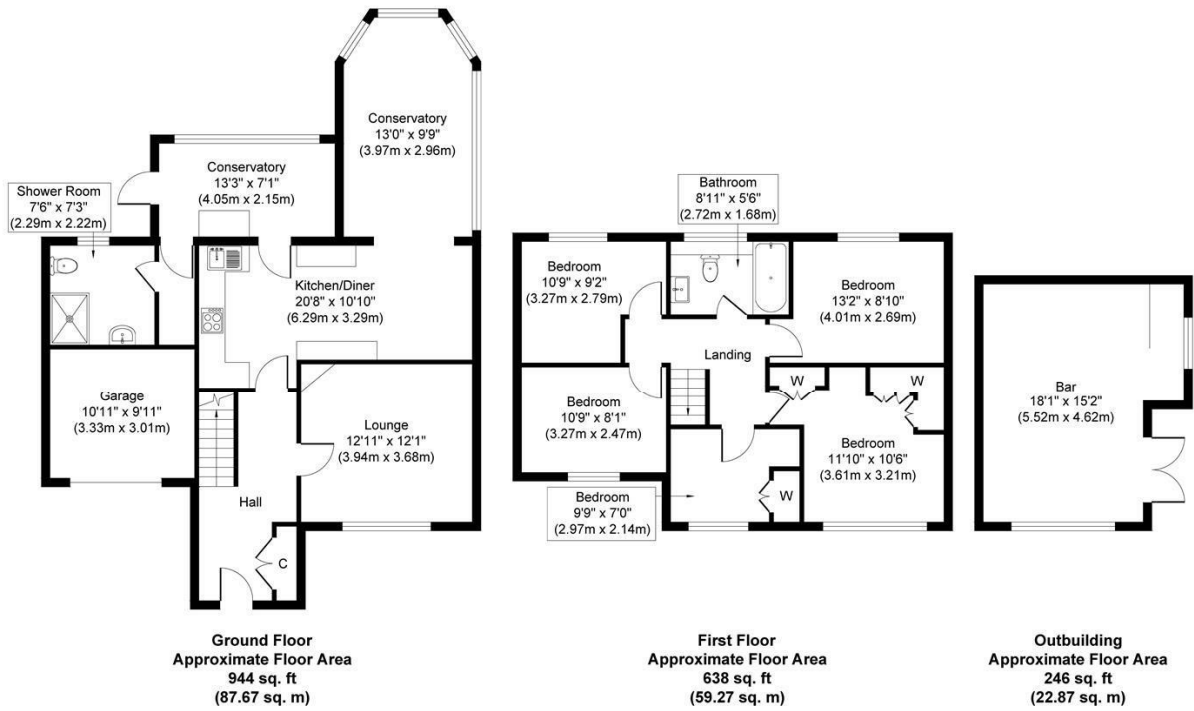 Conservatory
13'0" x 9'9"
(3.97m x 2.96m)
Conservatory
13'3" x 7'1"
(4.05m x 2.15m)
Shower Room
7'6" x 7'3"
(2.29m x 2.22m)
Kitchen/Diner
20'8" x 10'10"
(6.29m x 3.29m)
Garage
10'11" x 9'11"
(3.33m x 3.01m)
Lounge
12'11" x 12'1"
(3.94m x 3.68m)
Hall
C
Ground Floor
Approximate Floor Area
944 sq. ft
(87.67 sq. m)
Bathroom
8'11" x 5'6"
(2.72m x 1.68m)
Bedroom
10'9" x 9'2"
(3.27m x 2.79m)
Bedroom
13'2" x 8'10"
(4.01m x 2.69m)
Landing
W
W
Bedroom
10'9" x 8'1"
(3.27m x 2.47m)
Bedroom
11'10" x 10'6"
(3.61m x 3.21m)
W
Bedroom
9'9" x 7'0"
(2.97m x 2.14m)
First Floor
Approximate Floor Area
638 sq. ft
(59.27 sq. m)
Bar
18'1" x 15'2"
(5.52m x 4.62m)
Outbuilding
Approximate Floor Area
246 sq. ft
(22.87 sq. m)